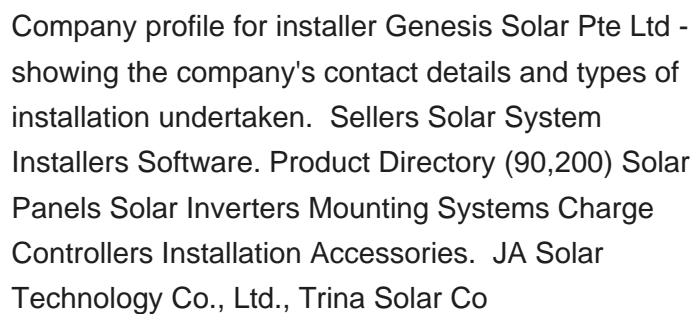 Company profile for installer Genesis Solar Pte Ltd -
showing the company's contact details and types of
installation undertaken.  Sellers Solar System
Installers Software. Product Directory (90,200) Solar
Panels Solar Inverters Mounting Systems Charge
Controllers Installation Accessories.  JA Solar
Technology Co., Ltd., Trina Solar Co